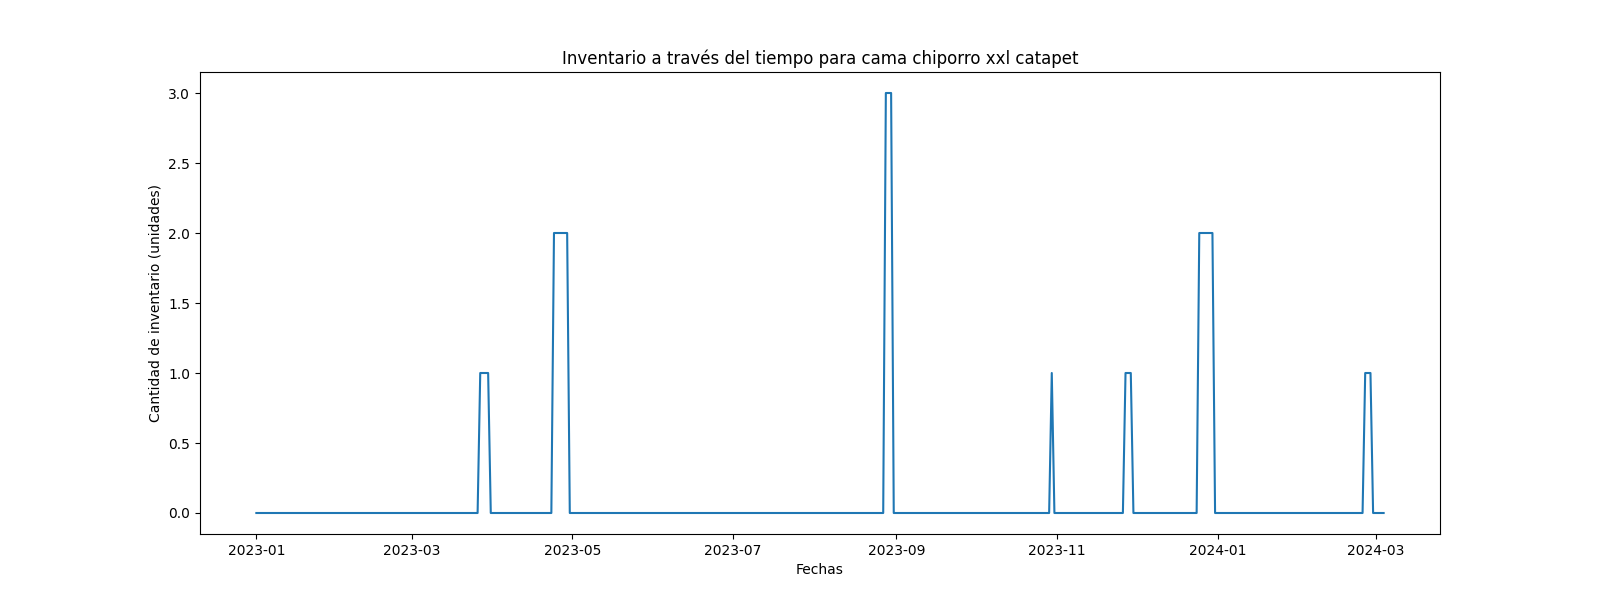 Inventario a través del tiempo para cama chiporro xxl catapet
Cantidad de inventario (unidades)
3.0
2.5
2.0
1.5
1.0
0.5
0.0
2023-01 2023-03 2023-05 2023-07 2023-09 2023-11 2024-01 2024-03
Fechas